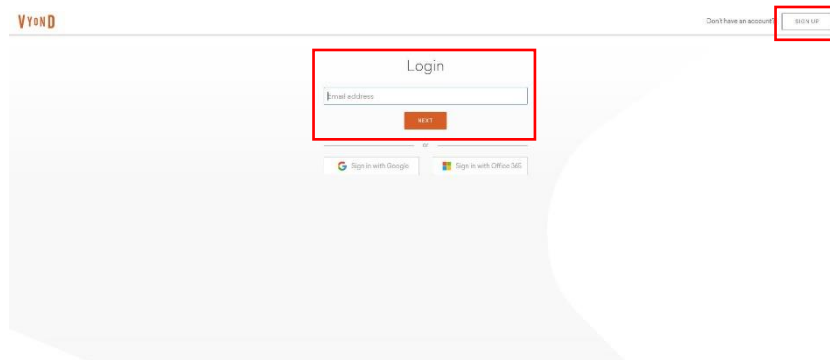 VYOND
Don't have an account? SIGN UP
Login
Email address
NEXT
or
Sign in with Google Sign in with Office 365